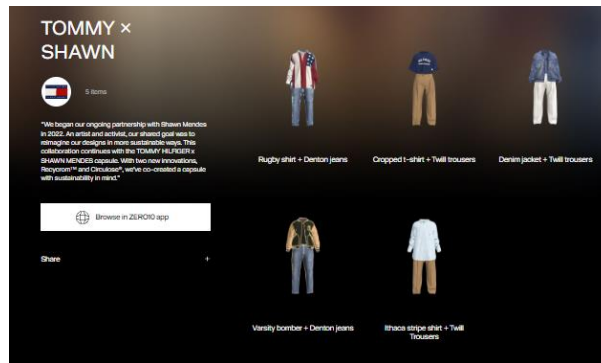 TOMMY ×
SHAWN
5 items
"We began our ongoing partnership with Shawn Mendes
in 2022. An artist and activist, our shared goal was to
reimagine our designs in more sustainable ways. This
collaboration continues with the TOMMY HILFIGER x
SHAWN MENDES capsule. With two new innovations,
Recycrom™ and Circulose®, we've co-created a capsule
with sustainability in mind."
Browse in ZERO10 app
Share +
Rugby shirt + Denton jeans
Cropped t-shirt + Twill trousers
Denim jacket + Twill trousers
Varsity bomber + Denton jeans
Ithaca stripe shirt + Twill
Trousers